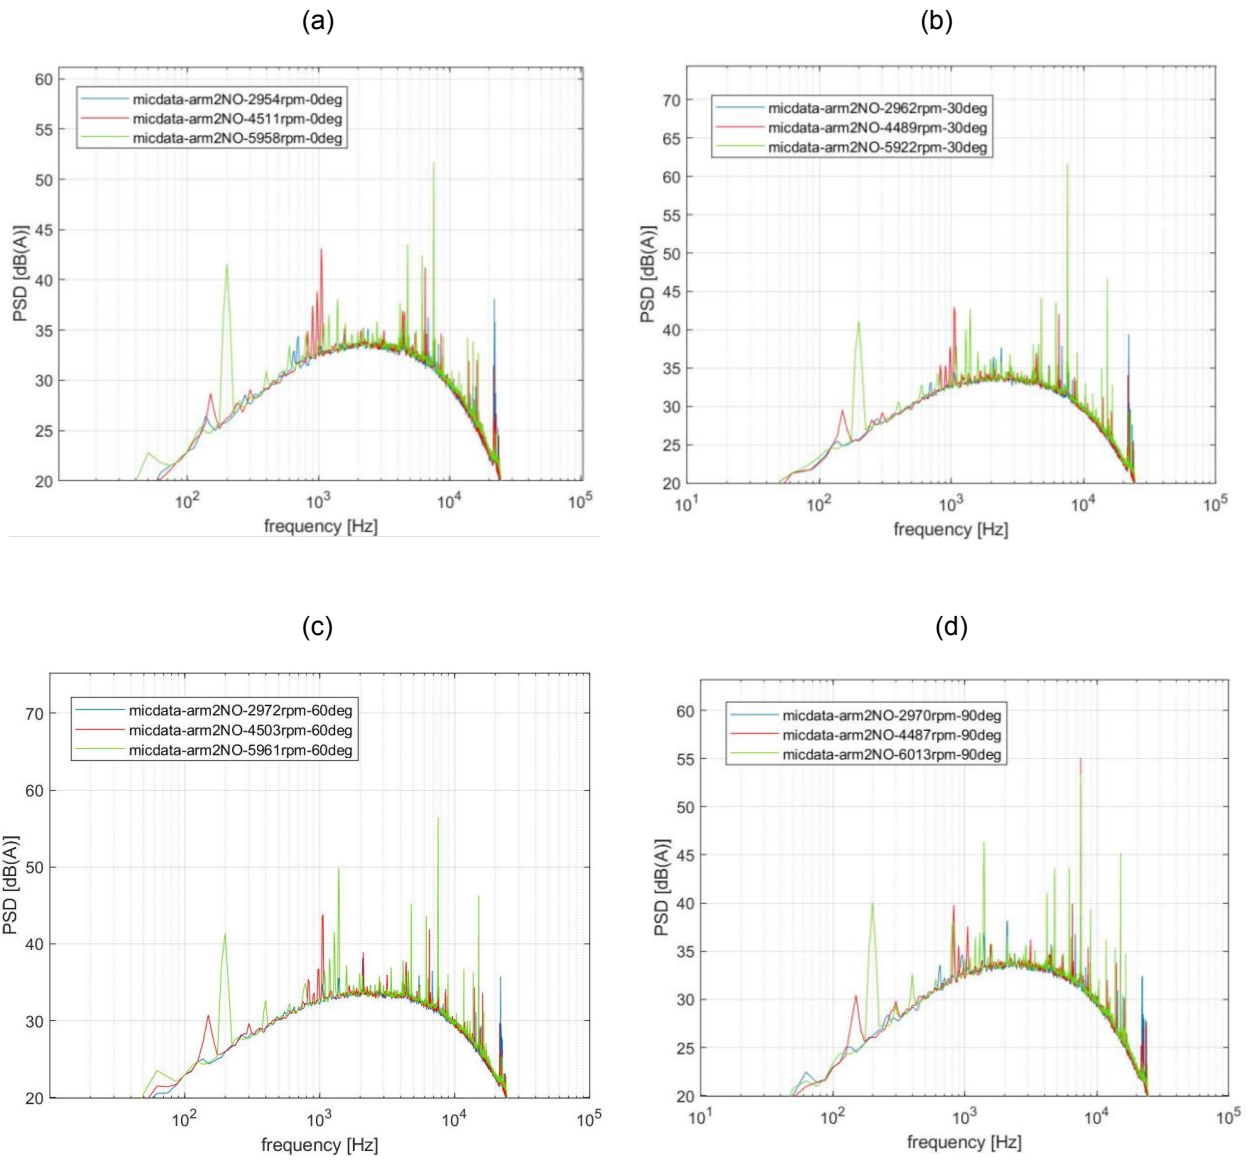 (a)
60
55
50
45
40
35
30
25
20
PSD [dB(A)]
micdata-arm2NO-2954rpm-0deg
micdata-arm2NO-4511rpm-0deg
micdata-arm2NO-5958rpm-0deg
10²
10³
10⁴
10⁵
frequency [Hz]
(b)
70
65
60
55
50
45
40
35
30
25
20
PSD [dB(A)]
micdata-arm2NO-2962rpm-30deg
micdata-arm2NO-4489rpm-30deg
micdata-arm2NO-5922rpm-30deg
10¹
10²
10³
10⁴
10⁵
frequency [Hz]
(c)
70
60
50
40
30
20
PSD [dB(A)]
micdata-arm2NO-2972rpm-60deg
micdata-arm2NO-4503rpm-60deg
micdata-arm2NO-5961rpm-60deg
10²
10³
10⁴
10⁵
frequency [Hz]
(d)
60
55
50
45
40
35
30
25
20
PSD [dB(A)]
micdata-arm2NO-2970rpm-90deg
micdata-arm2NO-4487rpm-90deg
micdata-arm2NO-6013rpm-90deg
10¹
10²
10³
10⁴
10⁵
frequency [Hz]